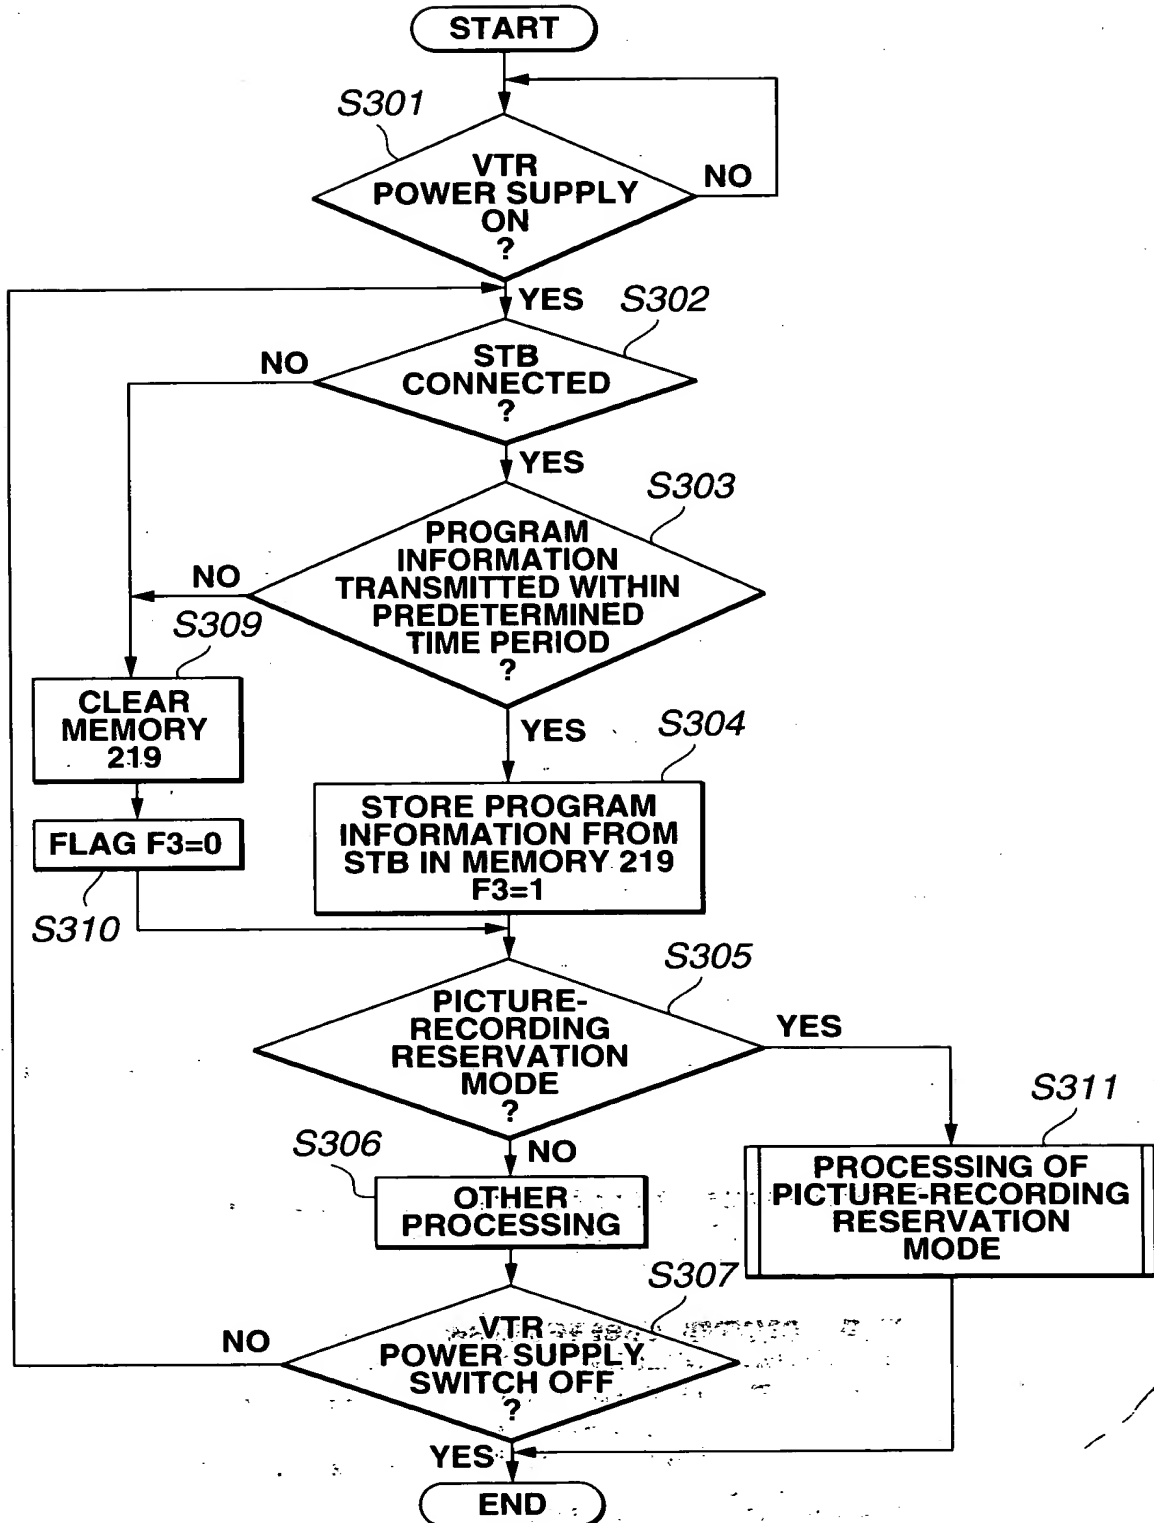 START
S301
VTR
POWER SUPPLY
ON
?
NO
YES
S302
NO
STB
CONNECTED
?
YES
S303
PROGRAM
INFORMATION
TRANSMITTED WITHIN
PREDETERMINED
TIME PERIOD
?
NO
S309
CLEAR
MEMORY
219
YES
S304
STORE PROGRAM
INFORMATION FROM
STB IN MEMORY 219
F3=1
FLAG F3=0
S310
S305
PICTURE-
RECORDING
RESERVATION
MODE
?
YES
S311
PROCESSING OF
PICTURE-RECORDING
RESERVATION
MODE
NO
S306
OTHER
PROCESSING
S307
VTR
POWER SUPPLY
SWITCH OFF
?
NO
YES
END